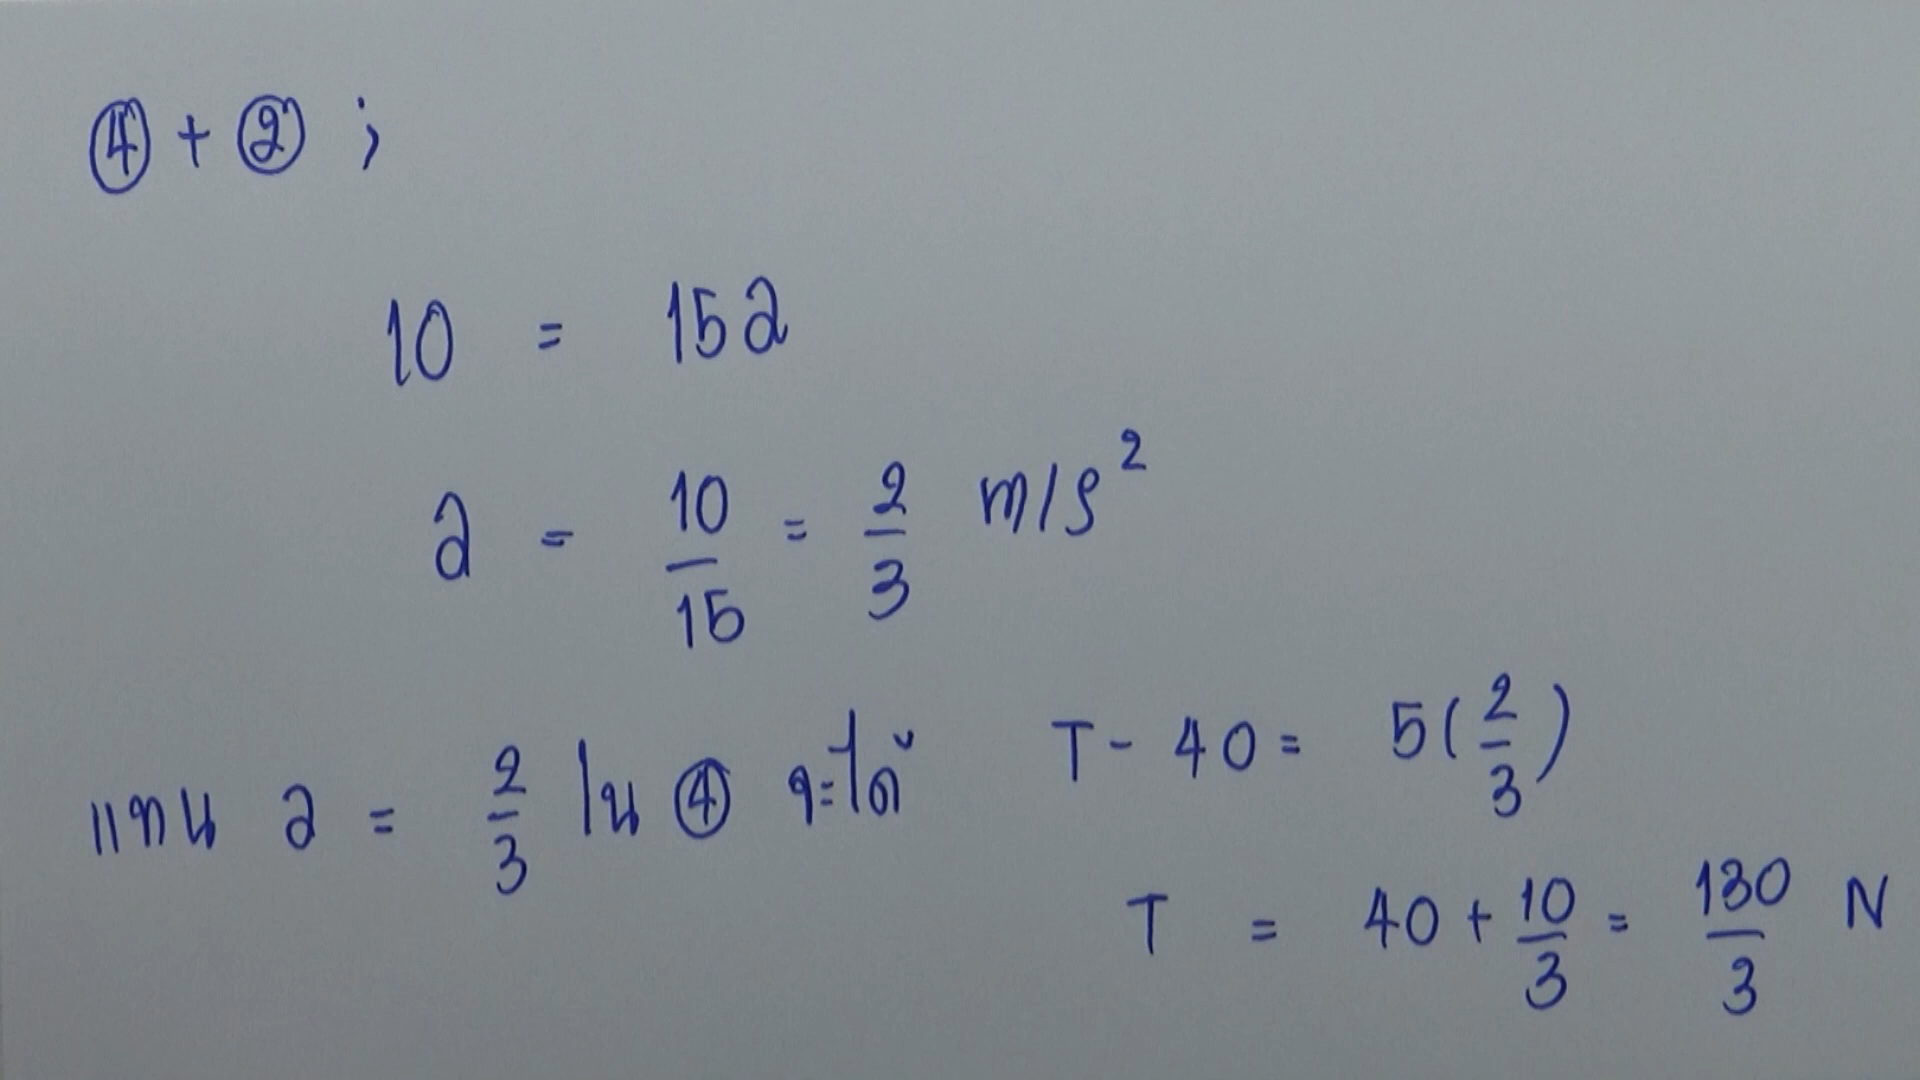 ④ + ② ;
10 = 15a
a = 10/15 = 2/3 m/s²
แทน a = 2/3 ใน ④ จะได้ T - 40 = 5(2/3)
T = 40 + 10/3 = 130/3 N